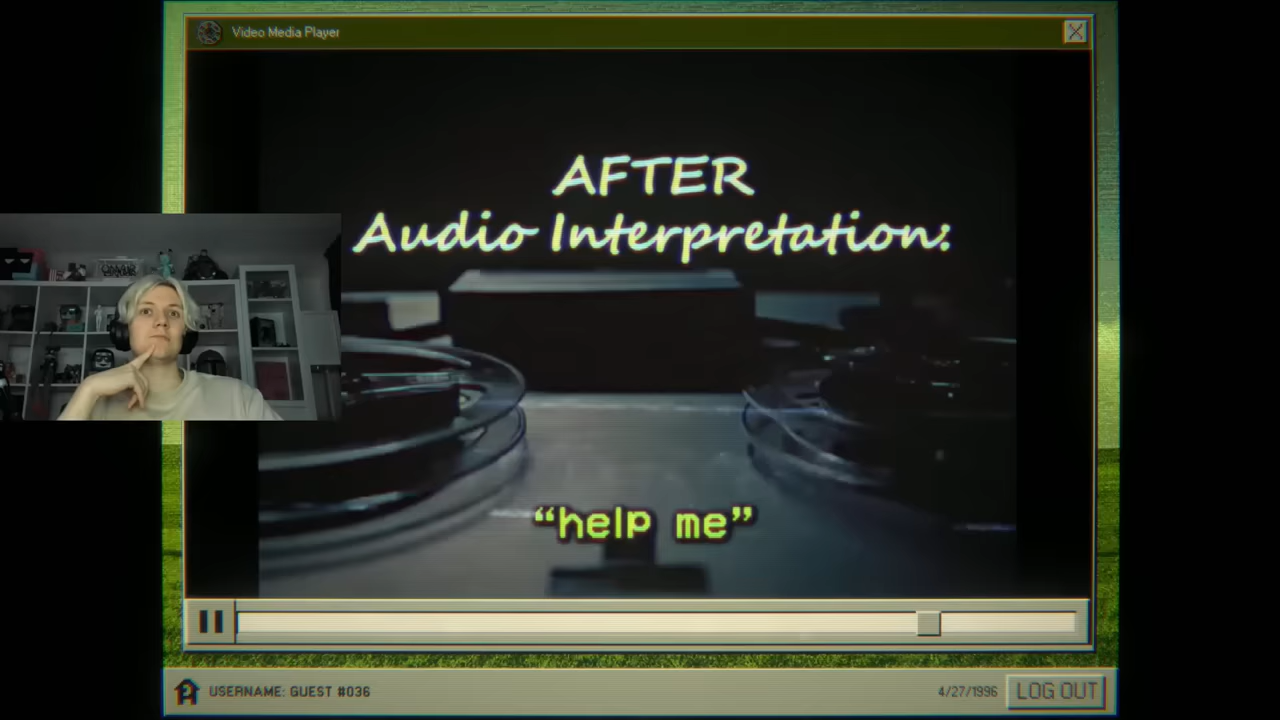 Video Media Player
AFTER
Audio Interpretation:
“help me”
USERNAME: GUEST #036
4/27/1996
LOG OUT